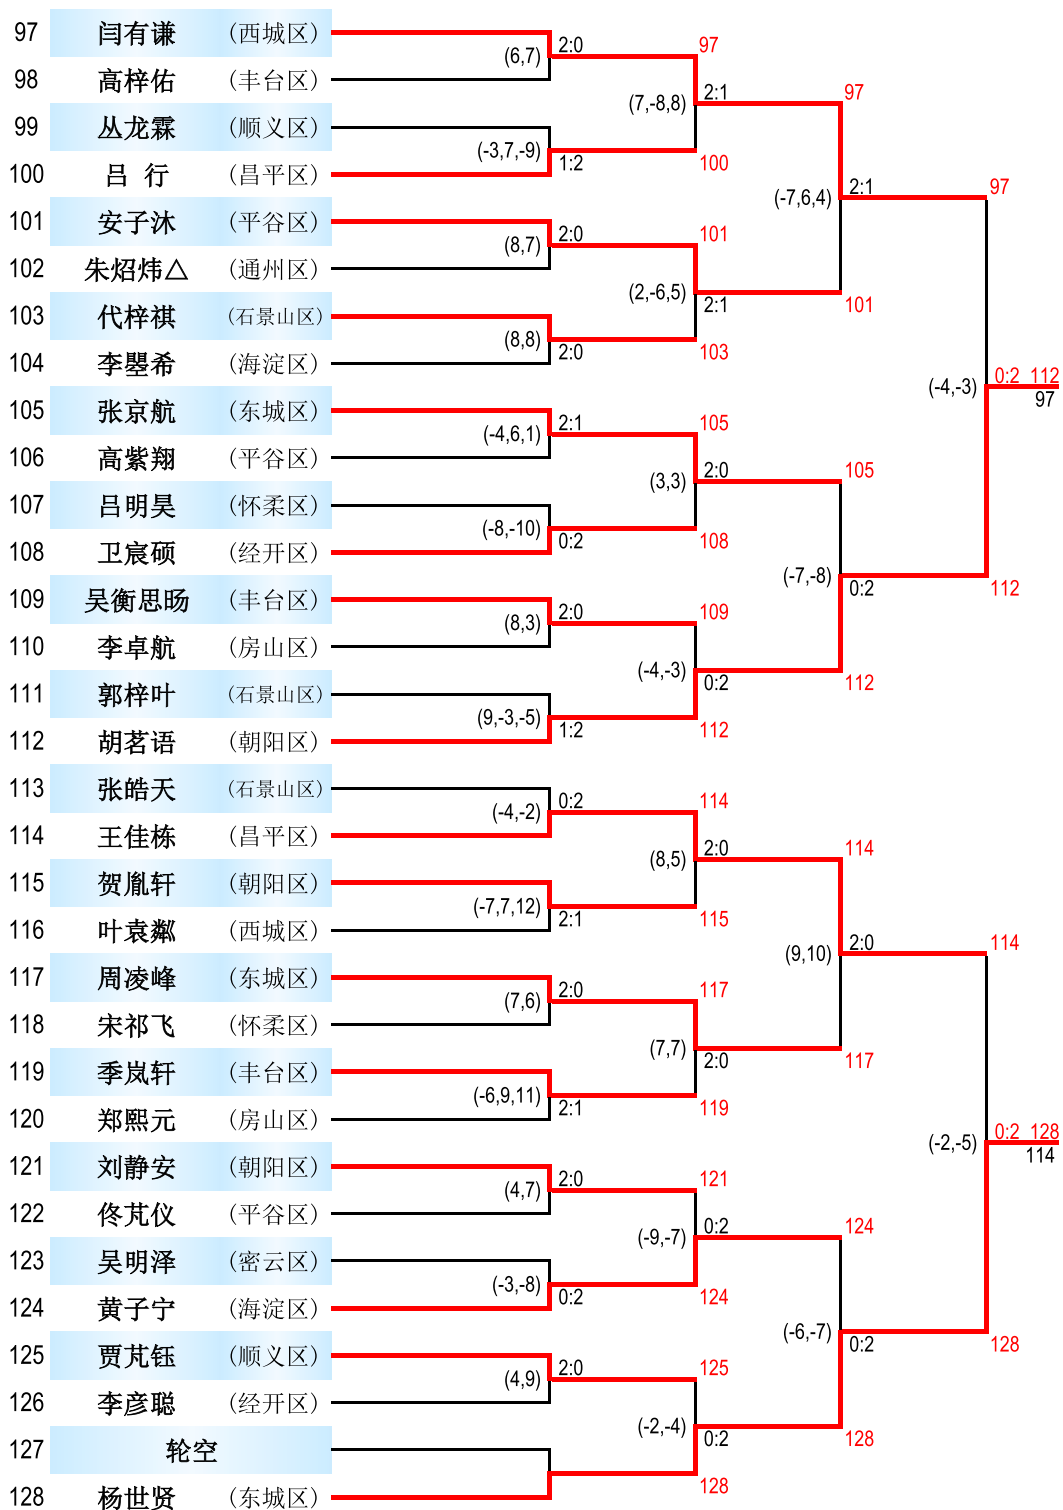 97 闫有谦 (西城区)
98 高梓佑 (丰台区)
99 丛龙霖 (顺义区)
100 吕 行 (昌平区)
101 安子沐 (平谷区)
102 朱炤炜△ (通州区)
103 代梓祺 (石景山区)
104 李曌希 (海淀区)
105 张京航 (东城区)
106 高紫翔 (平谷区)
107 吕明昊 (怀柔区)
108 卫宸硕 (经开区)
109 吴衡思旸 (丰台区)
110 李卓航 (房山区)
111 郭梓叶 (石景山区)
112 胡茗语 (朝阳区)
113 张皓天 (石景山区)
114 王佳栋 (昌平区)
115 贺胤轩 (朝阳区)
116 叶袁粼 (西城区)
117 周凌峰 (东城区)
118 宋祁飞 (怀柔区)
119 季岚轩 (丰台区)
120 郑熙元 (房山区)
121 刘静安 (朝阳区)
122 佟芃仪 (平谷区)
123 吴明泽 (密云区)
124 黄子宁 (海淀区)
125 贾芃钰 (顺义区)
126 李彦聪 (经开区)
127 轮空
128 杨世贤 (东城区)
(6,7) 2:0 97
(-3,7,-9) 1:2 100
(8,7) 2:0 101
(8,8) 2:0 103
(-4,6,1) 2:1 105
(-8,-10) 0:2 108
(8,3) 2:0 109
(9,-3,-5) 1:2 112
(-4,-2) 0:2 114
(-7,7,12) 2:1 115
(7,6) 2:0 117
(-6,9,11) 2:1 119
(4,7) 2:0 121
(-3,-8) 0:2 124
(4,9) 2:0 125
128
(7,-8,8) 2:1 97
(2,-6,5) 2:1 101
(3,3) 2:0 105
(-4,-3) 0:2 112
(8,5) 2:0 114
(7,7) 2:0 117
(-9,-7) 0:2 124
(-2,-4) 0:2 128
(-7,6,4) 2:1 97
(-7,-8) 0:2 112
(9,10) 2:0 114
(-6,-7) 0:2 128
(-4,-3) 0:2 112
97
(-2,-5) 0:2 128
114